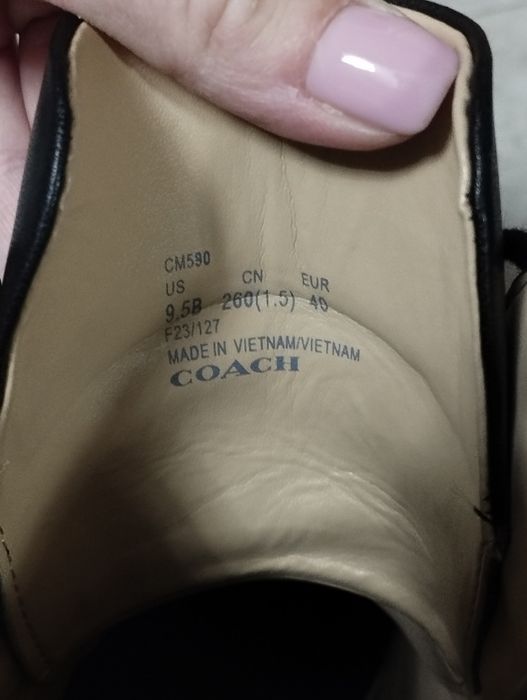 CM590
US CN EUR
9.5B 260(1.5) 40
F23/127
MADE IN VIETNAM/VIETNAM
COACH